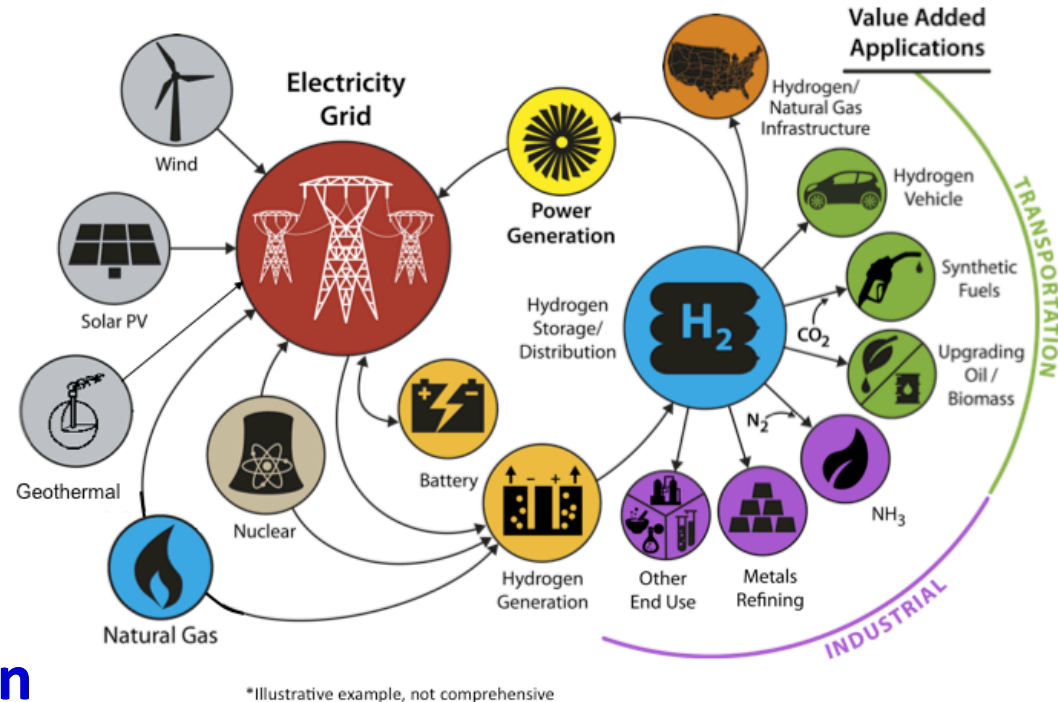 Value Added
Applications
Electricity
Grid
Hydrogen/
Natural Gas
Infrastructure
Wind
Hydrogen
Vehicle
TRANSPORTATION
Power
Generation
Synthetic
Fuels
Solar PV
Hydrogen
Storage/
Distribution
H2
CO2
Upgrading
Oil /
Biomass
+ -
N2
Geothermal
Battery
- +
NH3
Nuclear
Hydrogen
Generation
Other
End Use
Metals
Refining
INDUSTRIAL
Natural Gas
n
*Illustrative example, not comprehensive